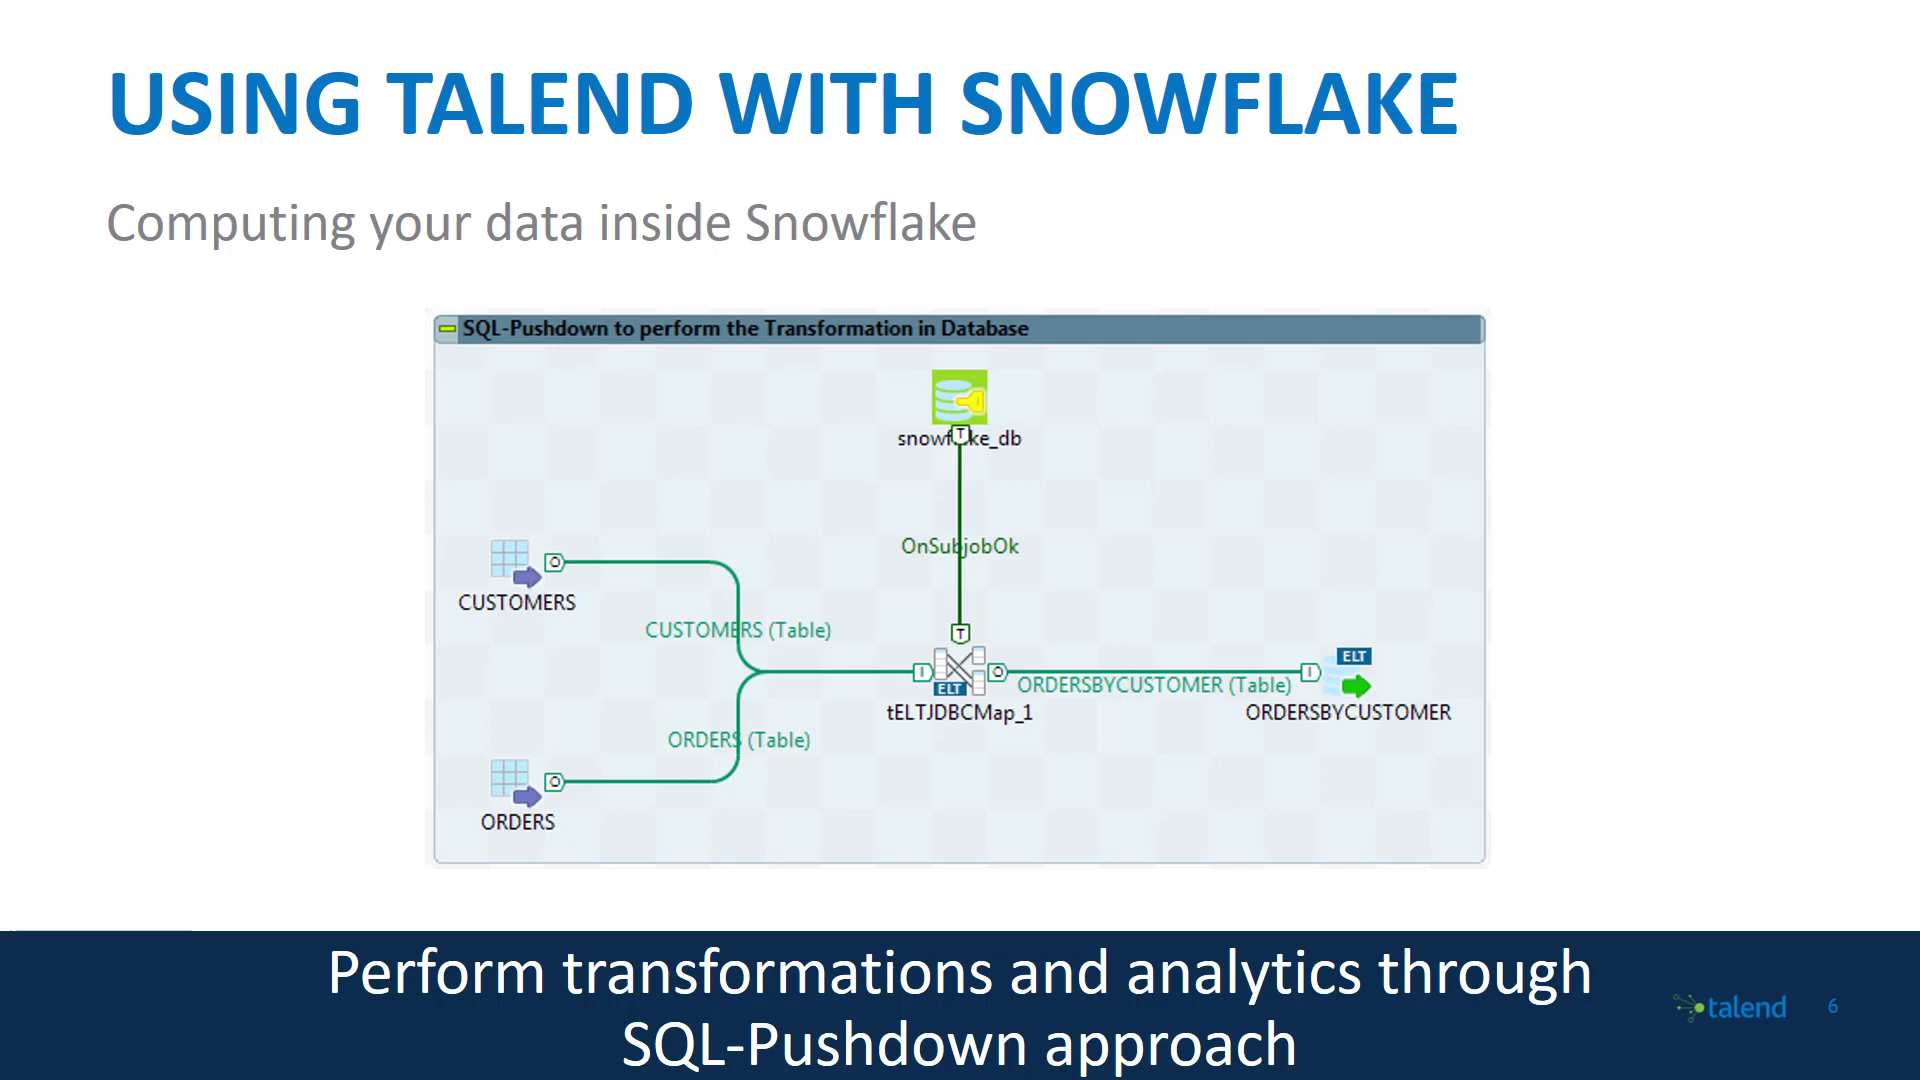 USING TALEND WITH SNOWFLAKE
Computing your data inside Snowflake
SQL-Pushdown to perform the Transformation in Database
T
snowflake_db
OnSubjobOk
O
CUSTOMERS
CUSTOMERS (Table)
T
I
O
I
ELT
ELT
ORDERSBYCUSTOMER (Table)
tELTJDBCMap_1
ORDERSBYCUSTOMER
ORDERS (Table)
O
ORDERS
Perform transformations and analytics through
SQL-Pushdown approach
talend
6